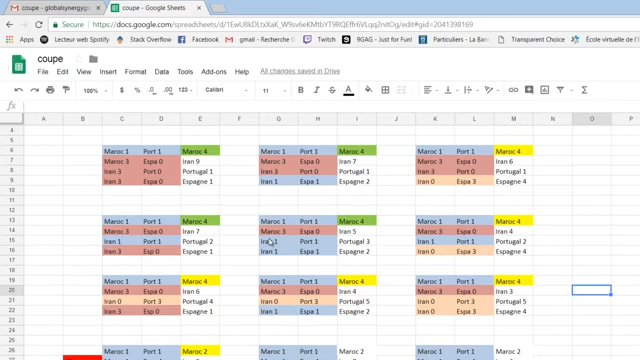 coupe - globalsynergyg coupe - Google Sheets
Secure https://docs.google.com/spreadsheets/d/1EwU8kDLtxXaK_W9sv6eKMtbYT9RQEffrG6VLqq2nitOg/edit#gid=2041398169
Google Sheets Stack Overflow Facebook gmail - Recherche G Twitch 9GAG - Just for Fun! Particuliers - La Ban Transparent Choice École virtuelle de l'É
coupe
File Edit View Insert Format Data Tools Add-ons Help All changes saved in Drive
100% $ % .0 .00 123 Calibri 11 B I S A
fx
A B C D E F G H I J K L M N O P
4
5
6 Maroc 1 Port 1 Maroc 4 Maroc 1 Port 1 Maroc 4 Maroc 1 Port 1 Maroc 4
7 Maroc 3 Espa 0 Iran 9 Maroc 3 Espa 0 Iran 7 Maroc 3 Espa 0 Iran 6
8 Iran 3 Port 0 Portugal 1 Iran 3 Port 0 Portugal 1 Iran 3 Port 0 Portugal 1
9 Iran 3 Espa 0 Espagne 1 Iran 1 Espa 1 Espagne 2 Iran 0 Espa 3 Espagne 4
10
11
12
13 Maroc 1 Port 1 Maroc 4 Maroc 1 Port 1 Maroc 4 Maroc 1 Port 1 Maroc 4
14 Maroc 3 Espa 0 Iran 7 Maroc 3 Espa 0 Iran 5 Maroc 3 Espa 0 Iran 4
15 Iran 1 Port 1 Portugal 2 Iran 1 Port 1 Portugal 3 Iran 1 Port 1 Portugal 2
16 Iran 3 Esp 0 Espagne 1 Iran 1 Espa 1 Espagne 2 Iran 0 Espa 3 Espagne 4
17
18
19 Maroc 1 Port 1 Maroc 4 Maroc 1 Port 1 Maroc 4 Maroc 1 Port 1 Maroc 4
20 Maroc 3 Espa 0 Iran 6 Maroc 3 Espa 0 Iran 4 Maroc 3 Espa 0 Iran 3
21 Iran 0 Port 3 Portugal 4 Iran 0 Port 3 Portugal 5 Iran 0 Port 3 Portugal 5
22 Iran 3 Esp 0 Espagne 1 Iran 1 Espa 1 Espagne 2 Iran 0 Espa 3 Espagne 4
23
24
25
26 Maroc 1 Port 1 Maroc 2 Maroc 1 Port 1 Maroc 2 Maroc 1 Port 1 Maroc 2